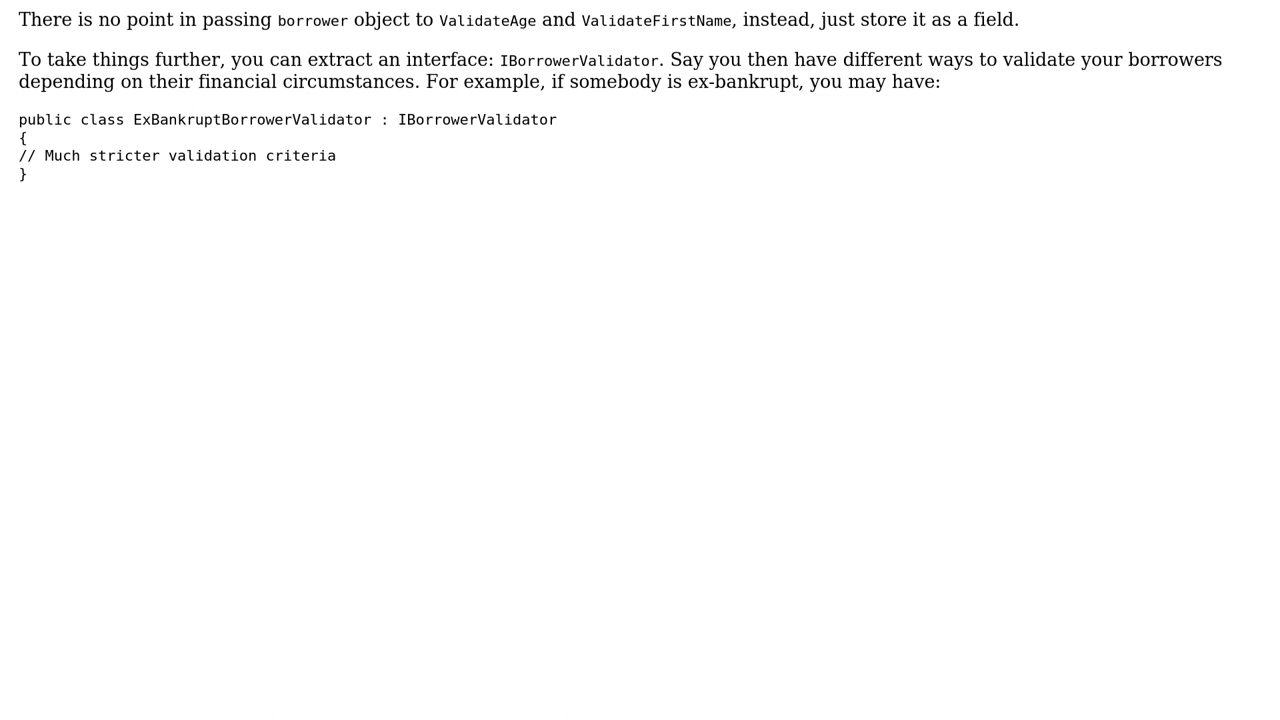 There is no point in passing borrower object to ValidateAge and ValidateFirstName, instead, just store it as a field.
To take things further, you can extract an interface: IBorrowerValidator. Say you then have different ways to validate your borrowers
depending on their financial circumstances. For example, if somebody is ex-bankrupt, you may have:
public class ExBankruptBorrowerValidator : IBorrowerValidator
{
// Much stricter validation criteria
}